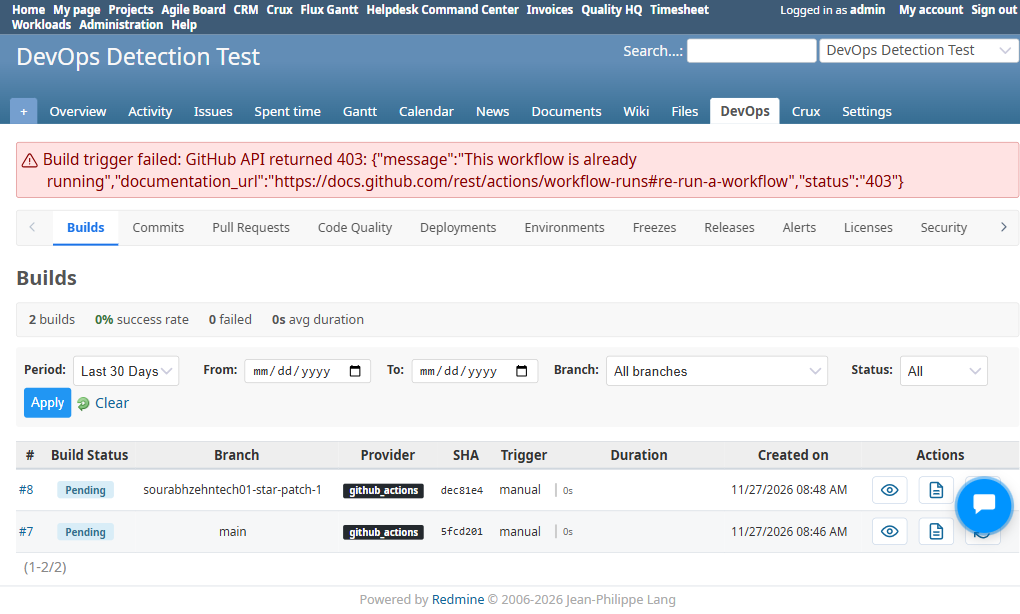 Home My page Projects Agile Board CRM Crux Flux Gantt Helpdesk Command Center Invoices Quality HQ Timesheet Logged in as admin My account Sign out
Workloads Administration Help
DevOps Detection Test Search...: DevOps Detection Test
+ Overview Activity Issues Spent time Gantt Calendar News Documents Wiki Files DevOps Crux Settings
Build trigger failed: GitHub API returned 403: {"message":"This workflow is already
running","documentation_url":"https://docs.github.com/rest/actions/workflow-runs#re-run-a-workflow","status":"403"}
Builds Commits Pull Requests Code Quality Deployments Environments Freezes Releases Alerts Licenses Security
Builds
2 builds 0% success rate 0 failed 0s avg duration
Period: Last 30 Days From: mm/dd/yyyy To: mm/dd/yyyy Branch: All branches Status: All
Apply Clear
# Build Status Branch Provider SHA Trigger Duration Created on Actions
#8 Pending sourabhzehntech01-star-patch-1 github_actions dec81e4 manual 0s 11/27/2026 08:48 AM
#7 Pending main github_actions 5fcd201 manual 0s 11/27/2026 08:46 AM
(1-2/2)
Powered by Redmine © 2006-2026 Jean-Philippe Lang